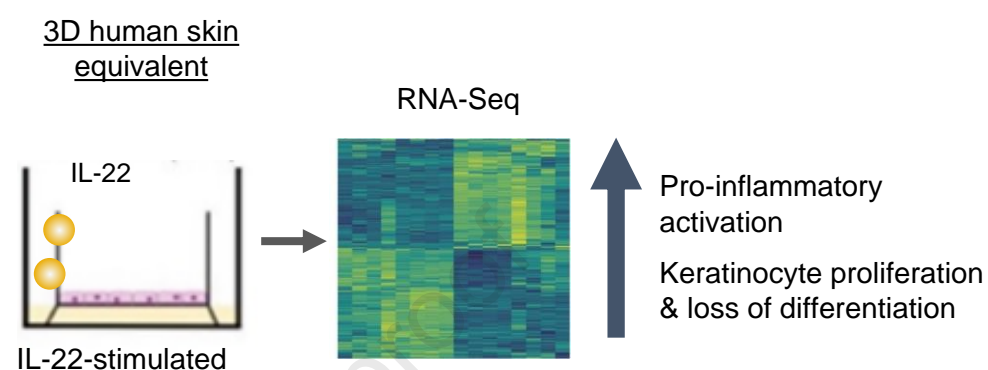 3D human skin
equivalent
RNA-Seq
IL-22
Pro-inflammatory
activation
Keratinocyte proliferation
& loss of differentiation
IL-22-stimulated